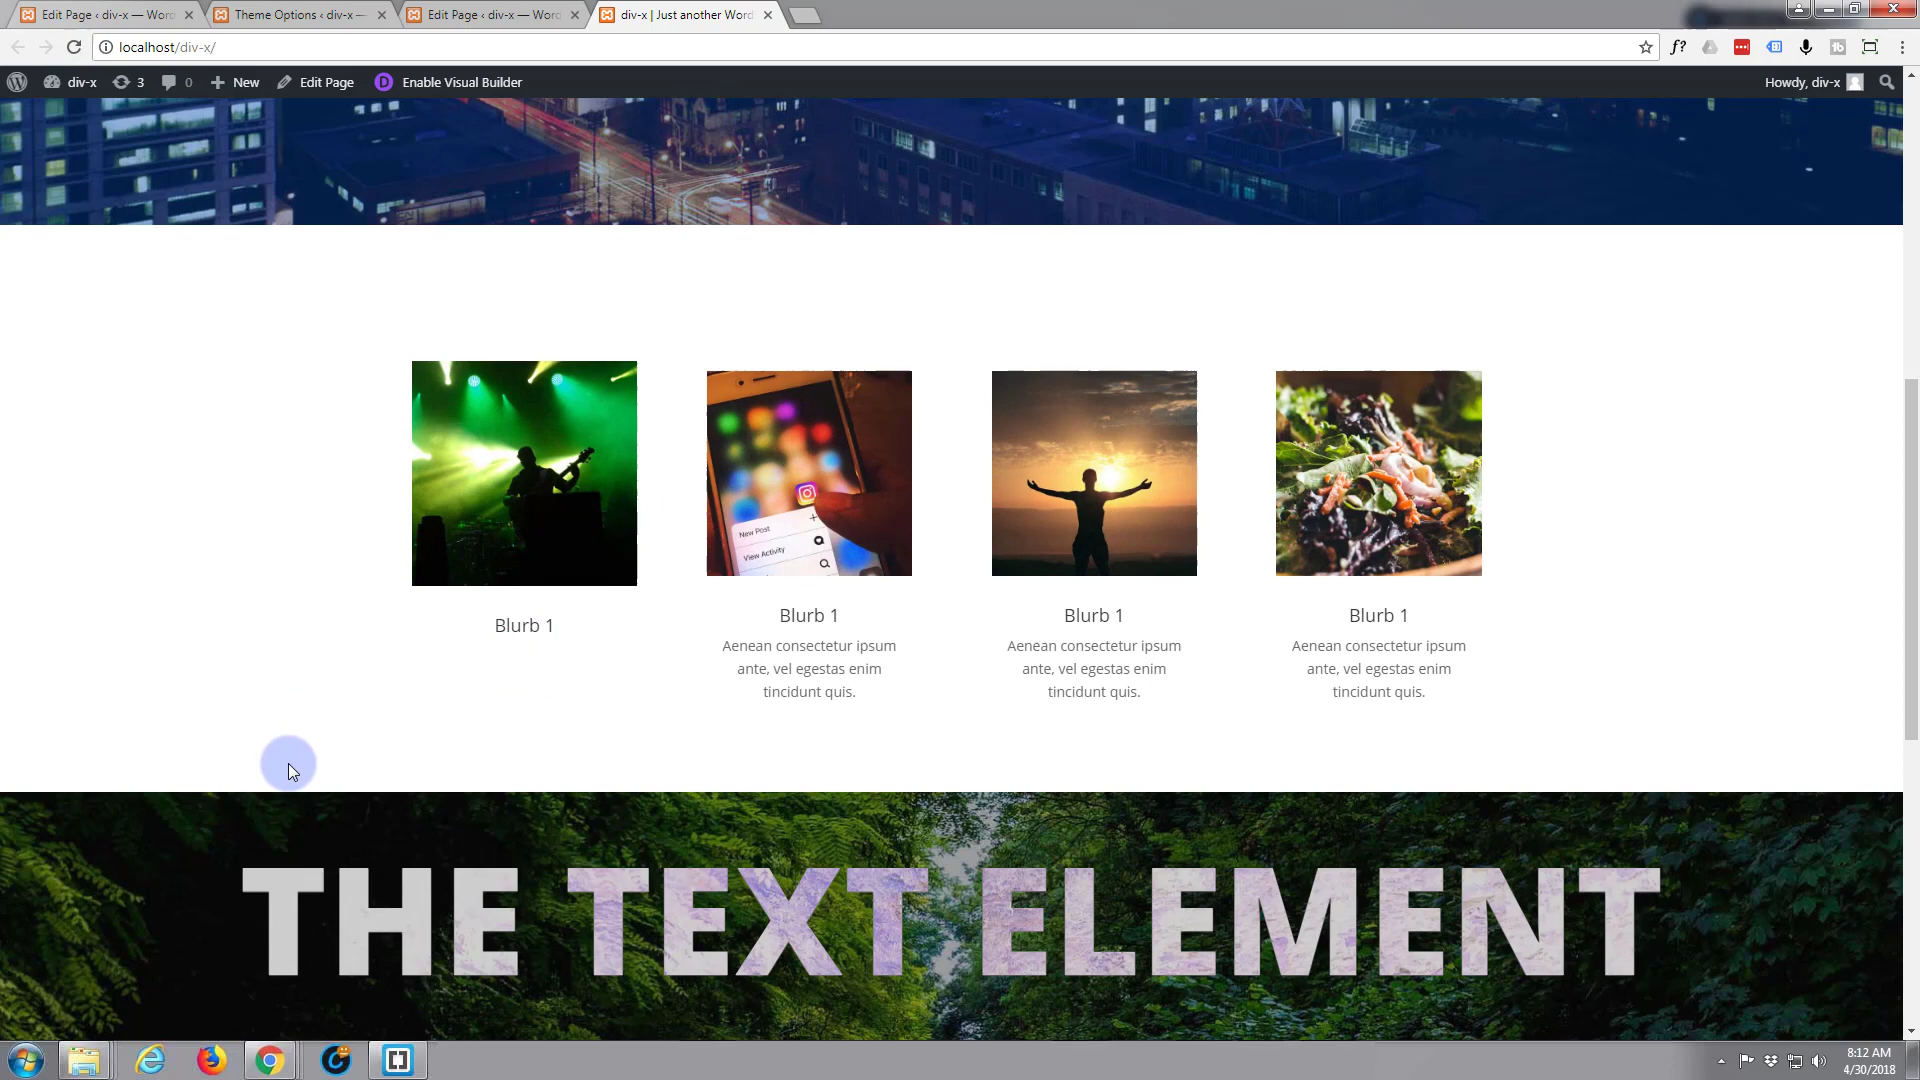 Edit Page ‹ div-x — Word
Theme Options ‹ div-x —
Edit Page ‹ div-x — Word
div-x | Just another Word
localhost/div-x/
f?
div-x
3
0
New
Edit Page
D
Enable Visual Builder
Howdy, div-x
New Post
View Activity
Blurb 1
Blurb 1
Aenean consectetur ipsum
ante, vel egestas enim
tincidunt quis.
Blurb 1
Aenean consectetur ipsum
ante, vel egestas enim
tincidunt quis.
Blurb 1
Aenean consectetur ipsum
ante, vel egestas enim
tincidunt quis.
THE TEXT ELEMENT
8:12 AM
4/30/2018